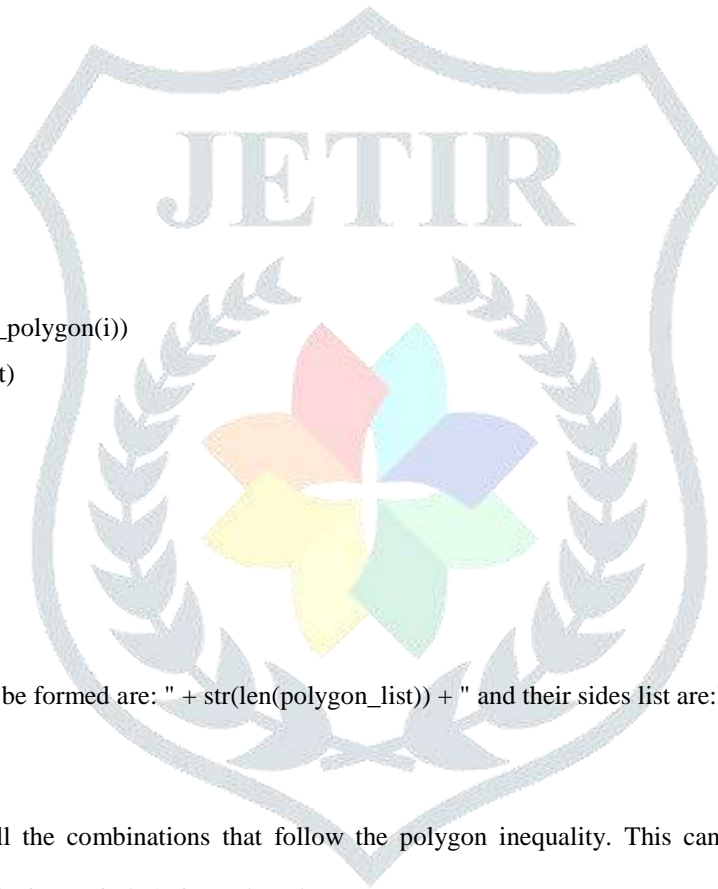 JETIR
_polygon(i))
t)
be formed are: " + str(len(polygon_list)) + " and their sides list are:
ll the combinations that follow the polygon inequality. This can